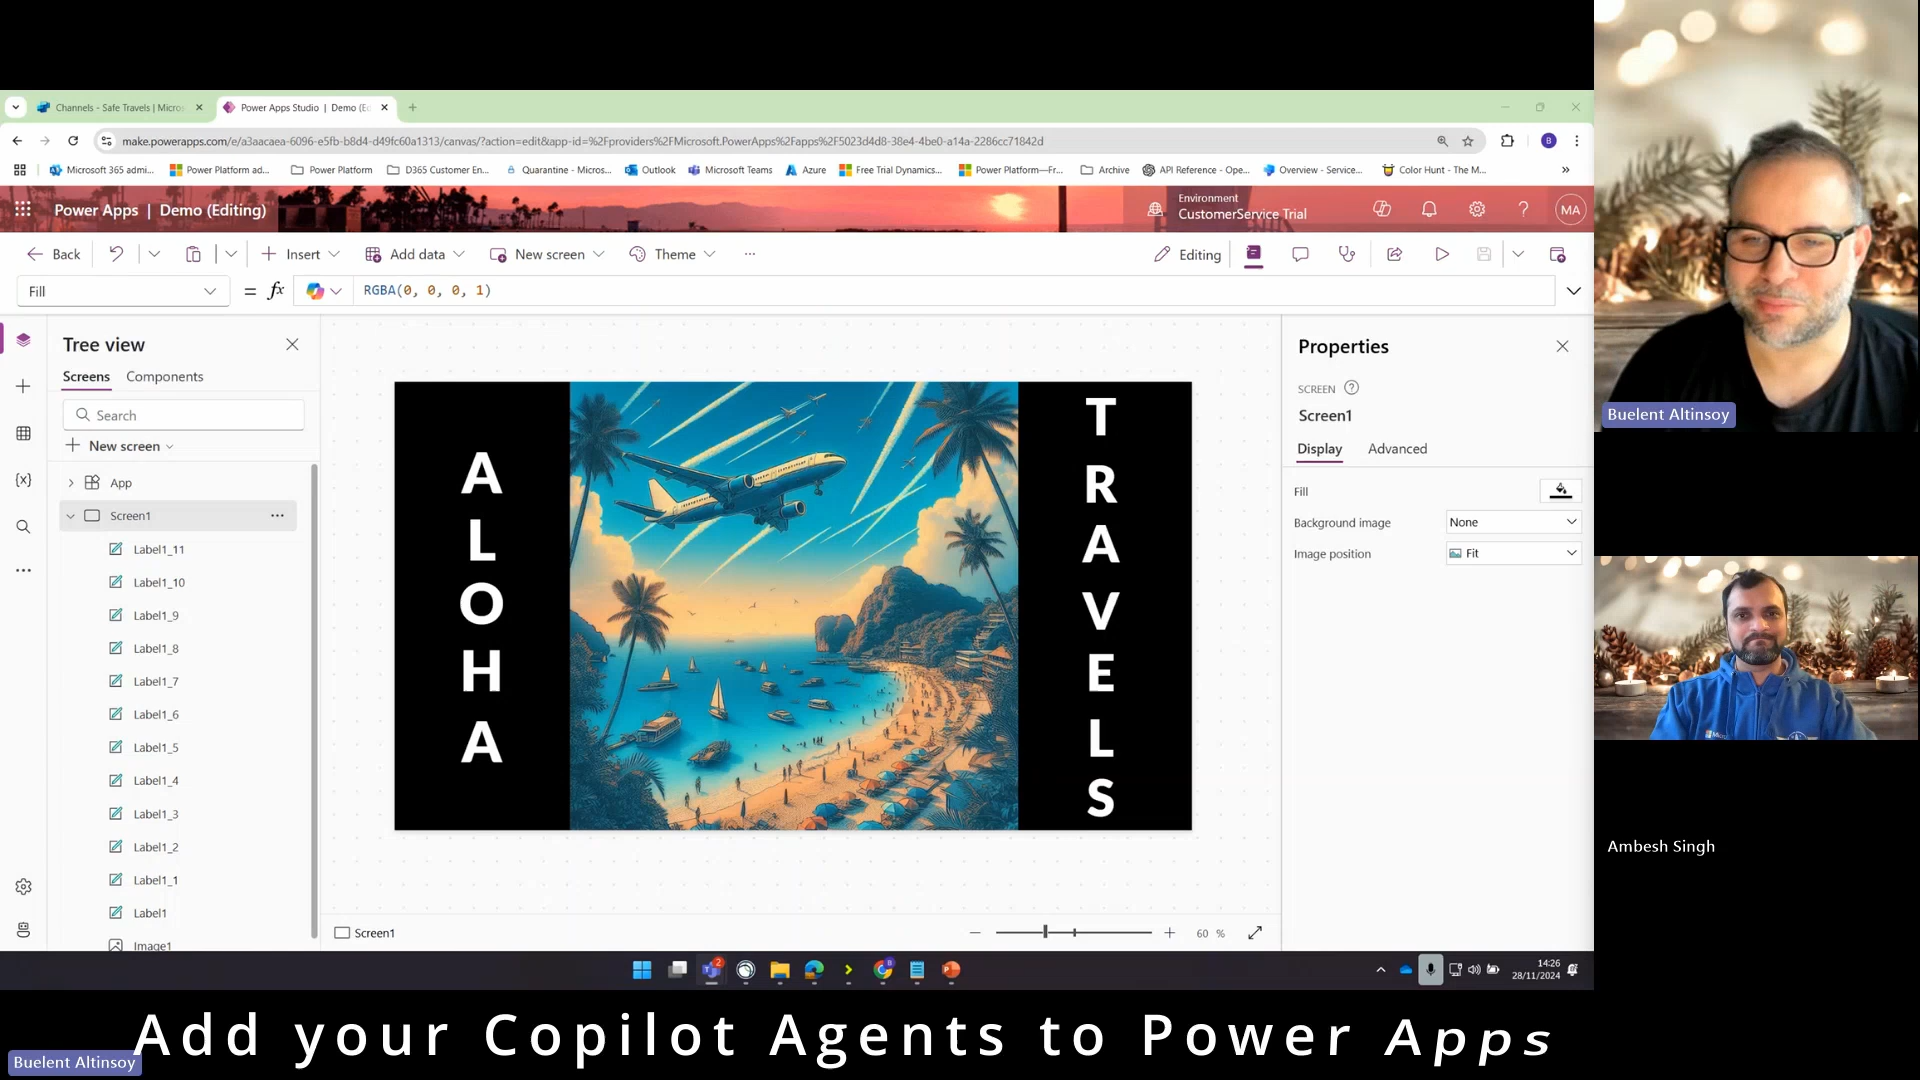 Channels - Safe Travels | Micros
Power Apps Studio | Demo (Ed
make.powerapps.com/e/a3aacaea-6096-e5fb-b8d4-d49fc60a1313/canvas/?action=edit&app-id=%2Fproviders%2FMicrosoft.PowerApps%2Fapps%2F5023d4d8-38e4-4be0-a14a-2286cc71842d
B
Microsoft 365 admi...
Power Platform ad...
Power Platform
D365 Customer En...
Quarantine - Micros...
Outlook
Microsoft Teams
Azure
Free Trial Dynamics...
Power Platform—Fr...
Archive
API Reference - Ope...
Overview - Service...
Color Hunt - The M...
»
Power Apps | Demo (Editing)
Environment
CustomerService Trial
MA
Back
Insert
Add data
New screen
Theme
...
Editing
Fill
= fx
RGBA(0, 0, 0, 1)
Tree view
Screens
Components
Search
New screen
App
Screen1
Label1_11
Label1_10
Label1_9
Label1_8
Label1_7
Label1_6
Label1_5
Label1_4
Label1_3
Label1_2
Label1_1
Label1
Image1
A
L
O
H
A
T
R
A
V
E
L
S
Screen1
60 %
Properties
SCREEN
Screen1
Display
Advanced
Fill
Background image
None
Image position
Fit
14:26
28/11/2024
Buelent Altinsoy
Ambesh Singh
Add your Copilot Agents to Power Apps
Buelent Altinsoy